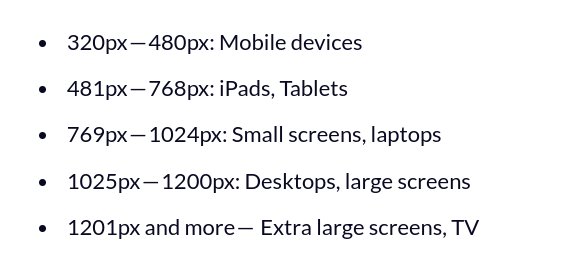 • 320px—480px: Mobile devices
• 481px—768px: iPads, Tablets
• 769px—1024px: Small screens, laptops
• 1025px—1200px: Desktops, large screens
• 1201px and more— Extra large screens, TV